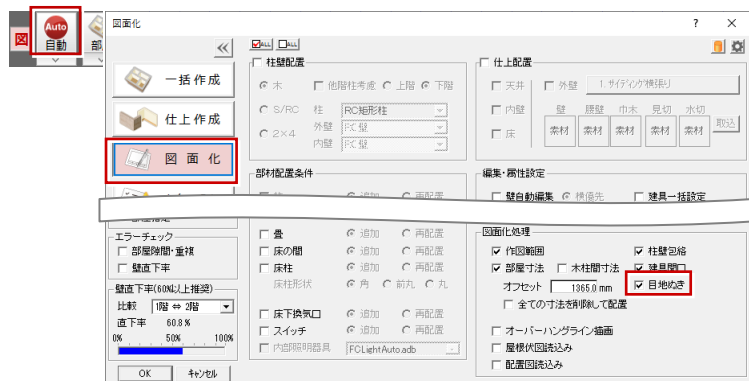 図
Auto
自動
部
図面化
? ×
一括作成
仕上作成
図面化
エラーチェック
部屋隙間・重複
壁直下率
壁直下率(60%以上推奨)
比較 1階 ⇔ 2階
直下率 60.8 %
0% 50% 100%
OK キャンセル
ALL ALL
柱壁配置
木 他階柱考慮 上階 下階
S/RC 柱 RC矩形柱
2×4 外壁 RC壁
内壁 RC壁
部材配置条件
追加 再配置
畳 追加 再配置
床の間 追加 再配置
床柱 追加 再配置
床柱形状 角 前丸 丸
床下換気口 追加 再配置
スイッチ 追加 再配置
内部照明器具 FCLightAuto.adb
仕上配置
天井 外壁 1.サイディング横張り
内壁 壁 腰壁 巾木 見切 水切
床 素材 素材 素材 素材 素材 取込
編集・属性設定
壁自動編集 横優先 建具一括設定
図面化処理
作図範囲 柱壁包絡
部屋寸法 木柱間寸法 建具開口
オフセット 1365.0 mm 目地ぬき
全ての寸法を削除して配置
オーバーハングライン描画
屋根伏図読込み
配置図読込み